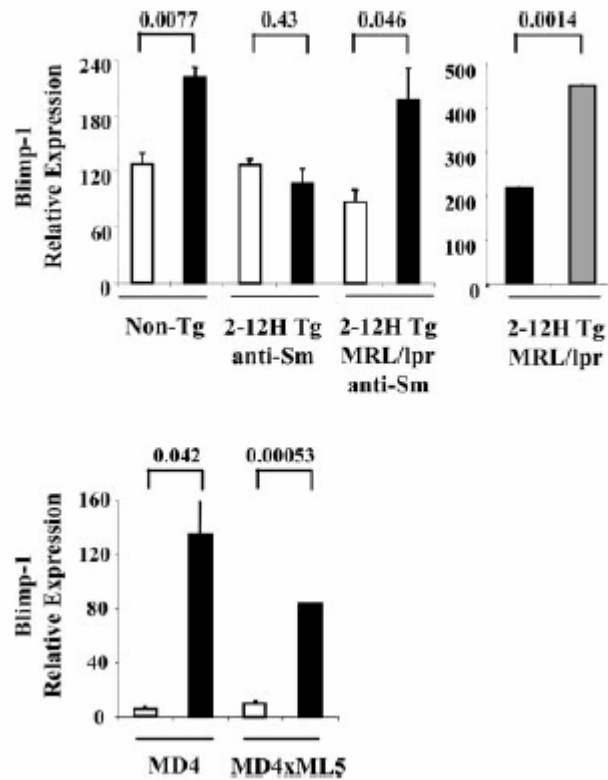 0.0077 0.43 0.046 0.0014
Blimp-1
Relative Expression
240
180
120
60
0
500
400
300
200
100
0
Non-Tg
2-12H Tg
anti-Sm
2-12H Tg
MRL/lpr
anti-Sm
2-12H Tg
MRL/lpr
0.042 0.00053
Blimp-1
Relative Expression
160
120
80
40
0
MD4 MD4xML5